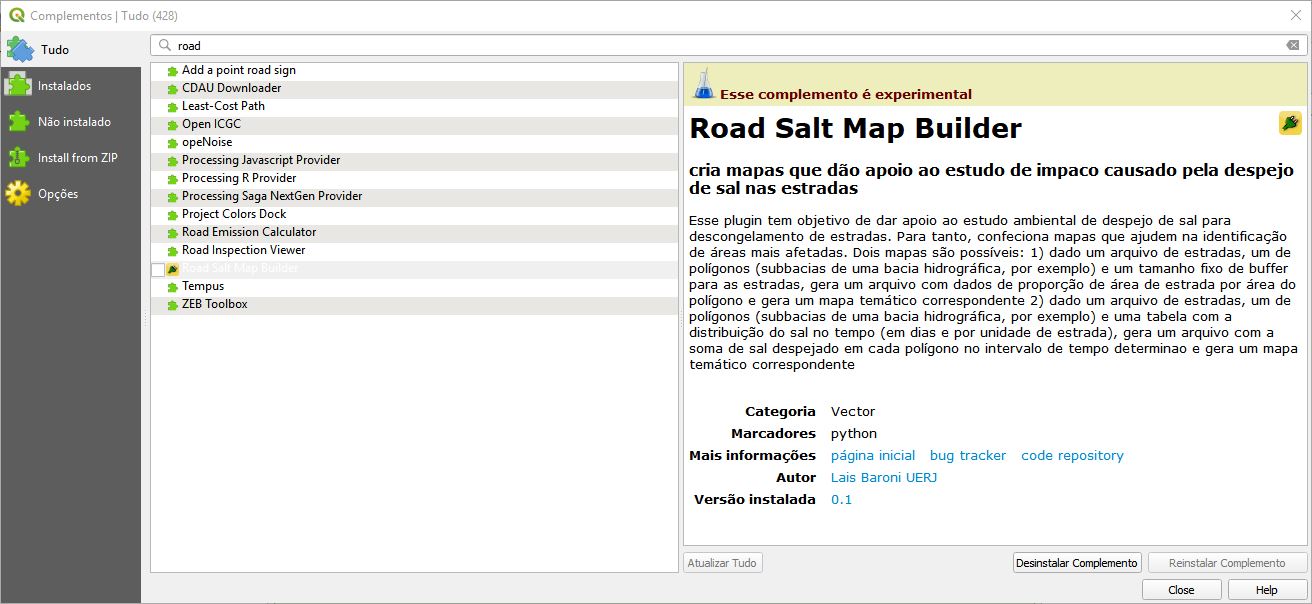 Complementos | Tudo (428)
Tudo
Instalados
Não instalado
Install from ZIP
Opções
road
Add a point road sign
CDAU Downloader
Least-Cost Path
Open ICGC
opeNoise
Processing Javascript Provider
Processing R Provider
Processing Saga NextGen Provider
Project Colors Dock
Road Emission Calculator
Road Inspection Viewer
Road Salt Map Builder
Tempus
ZEB Toolbox
Esse complemento é experimental
Road Salt Map Builder
cria mapas que dão apoio ao estudo de impaco causado pela despejo
de sal nas estradas
Esse plugin tem objetivo de dar apoio ao estudo ambiental de despejo de sal para
descongelamento de estradas. Para tanto, confeciona mapas que ajudem na identificação
de áreas mais afetadas. Dois mapas são possíveis: 1) dado um arquivo de estradas, um de
polígonos (subbacias de uma bacia hidrográfica, por exemplo) e um tamanho fixo de buffer
para as estradas, gera um arquivo com dados de proporção de área de estrada por área do
polígono e gera um mapa temático correspondente 2) dado um arquivo de estradas, um de
polígonos (subbacias de uma bacia hidrográfica, por exemplo) e uma tabela com a
distribuição do sal no tempo (em dias e por unidade de estrada), gera um arquivo com a
soma de sal despejado em cada polígono no intervalo de tempo determinao e gera um mapa
temático correspondente
Categoria Vector
Marcadores python
Mais informações página inicial bug tracker code repository
Autor Lais Baroni UERJ
Versão instalada 0.1
Atualizar Tudo Desinstalar Complemento Reinstalar Complemento
Close Help